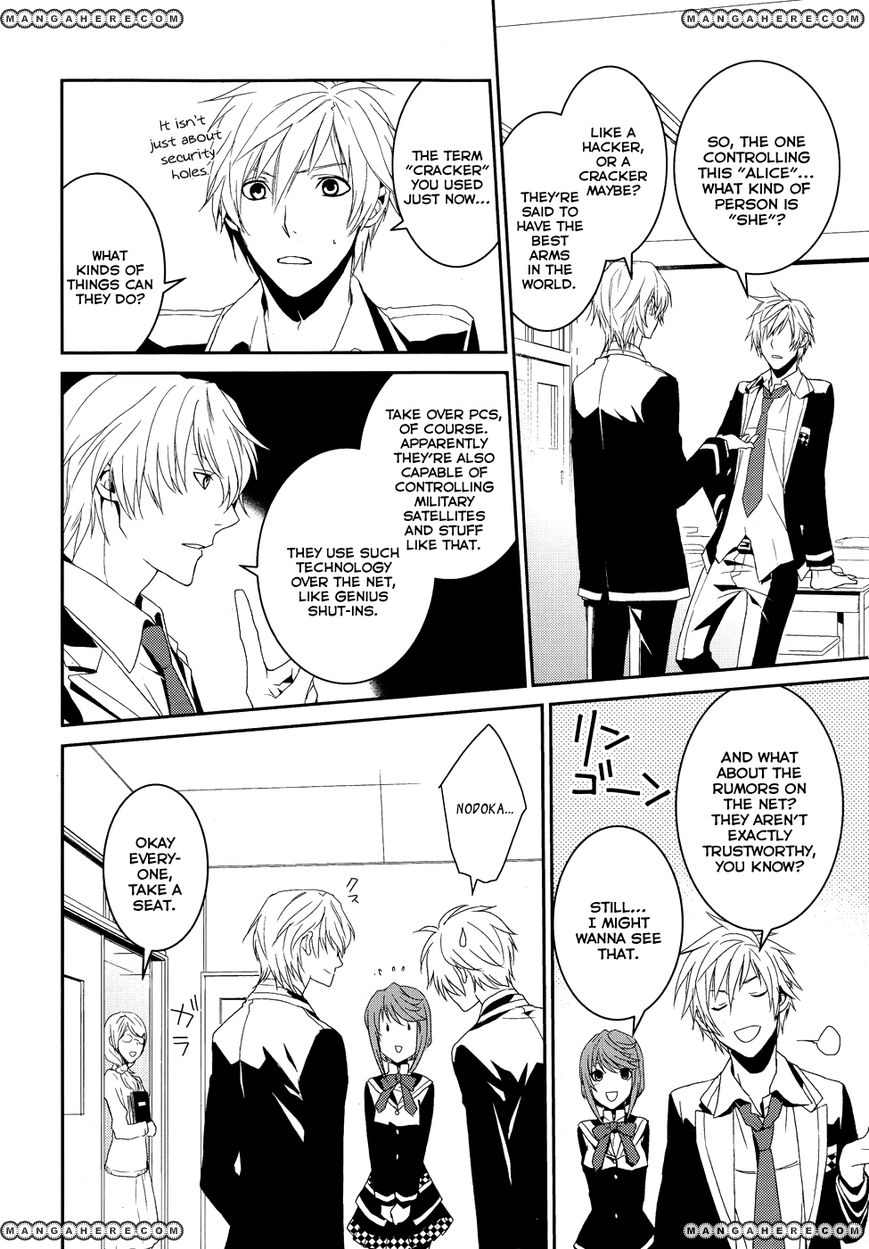 MANGAHERE.COM
MANGAHERE.COM
SO, THE ONE
CONTROLLING
THIS "ALICE"...
WHAT KIND OF
PERSON IS
"SHE"?
LIKE A
HACKER,
OR A
CRACKER
MAYBE?
THEY'RE
SAID TO
HAVE THE
BEST
ARMS
IN THE
WORLD.
THE TERM
"CRACKER"
YOU USED
JUST NOW...
It isn't
just about
security
holes.
WHAT
KINDS OF
THINGS CAN
THEY DO?
TAKE OVER PCS,
OF COURSE.
APPARENTLY
THEY'RE ALSO
CAPABLE OF
CONTROLLING
MILITARY
SATELLITES
AND STUFF
LIKE THAT.
THEY USE SUCH
TECHNOLOGY
OVER THE NET,
LIKE GENIUS
SHUT-INS.
リン
ゴーン
AND WHAT
ABOUT THE
RUMORS ON
THE NET?
THEY AREN'T
EXACTLY
TRUSTWORTHY,
YOU KNOW?
STILL...
I MIGHT
WANNA SEE
THAT.
NODOKA...
クス
OKAY
EVERY-
ONE,
TAKE A
SEAT.
ガラ
MANGAHERE.COM
MANGAHERE.COM